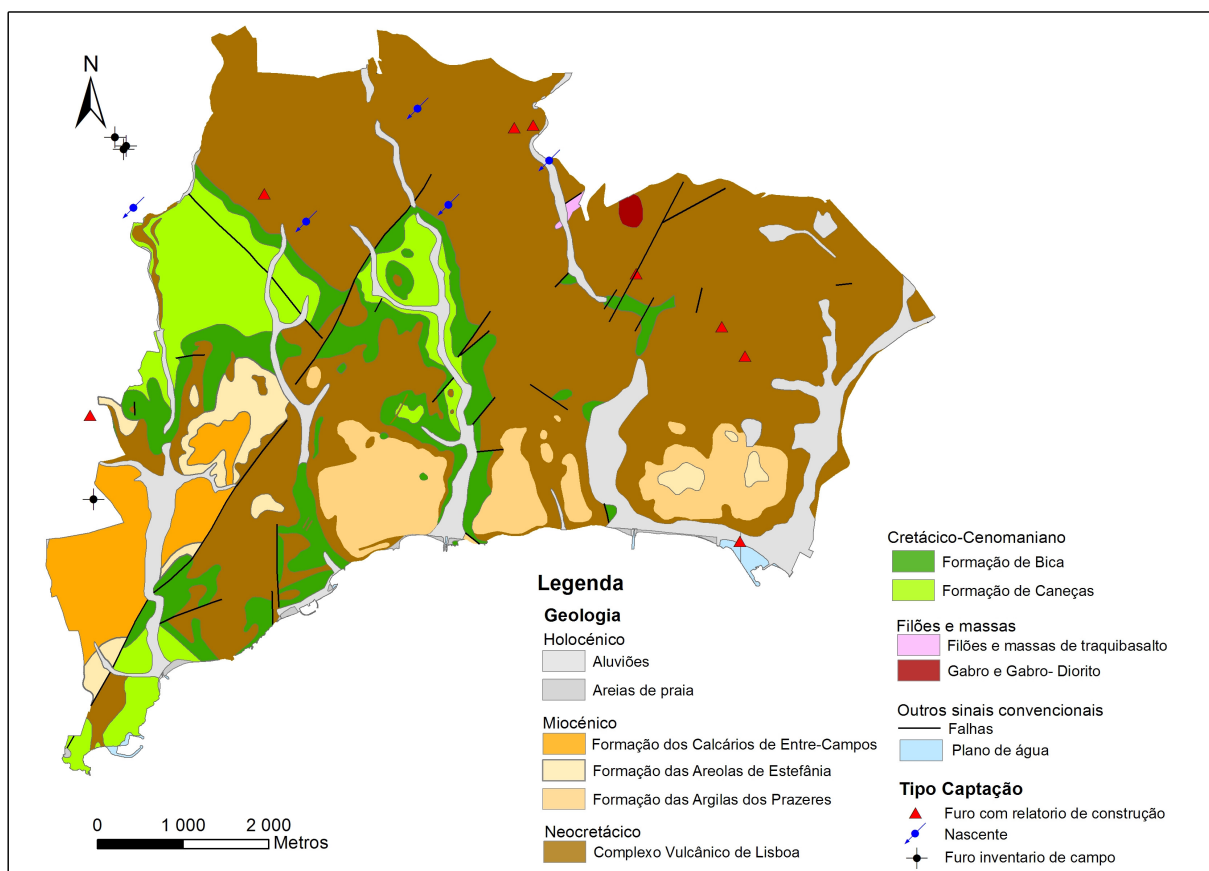 N
0 1 000 2 000
Metros
Legenda
Geologia
Holocénico
Aluviões
Areias de praia
Miocénico
Formação dos Calcários de Entre-Campos
Formação das Areolas de Estefânia
Formação das Argilas dos Prazeres
Neocretácico
Complexo Vulcânico de Lisboa
Cretácico-Cenomaniano
Formação de Bica
Formação de Caneças
Filões e massas
Filões e massas de traquibasalto
Gabro e Gabro- Diorito
Outros sinais convencionais
Falhas
Plano de água
Tipo Captação
Furo com relatorio de construção
Nascente
Furo inventario de campo